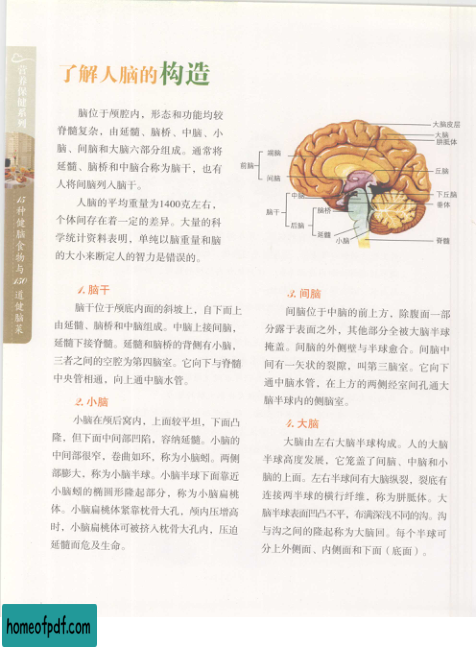 营养保健系列
15种健脑食物与150道健脑菜
了解人脑的构造
脑位于颅腔内，形态和功能均较
脊髓复杂，由延髓、脑桥、中脑、小
脑、间脑和大脑六部分组成。通常将
延髓、脑桥和中脑合称为脑干，也有
人将间脑列入脑干。
人脑的平均重量为1400克左右，
个体间存在着一定的差异。大量的科
学统计资料表明，单纯以脑重量和脑
的大小来断定人的智力是错误的。
大脑皮层
大脑
胼胝体
丘脑
下丘脑
垂体
脊髓
端脑
前脑
间脑
中脑
脑干
脑桥
后脑
延髓
小脑
1.脑干
脑干位于颅底内面的斜坡上，自下而上
由延髓、脑桥和中脑组成。中脑上接间脑，
延髓下接脊髓。延髓和脑桥的背侧有小脑，
三者之间的空腔为第四脑室。它向下与脊髓
中央管相通，向上通中脑水管。
2.小脑
小脑在颅后窝内，上面较平坦，下面凸
隆，但下面中间部凹陷，容纳延髓。小脑的
中间部很窄，卷曲如环，称为小脑蚓。两侧
部膨大，称为小脑半球。小脑半球下面靠近
小脑蚓的椭圆形隆起部分，称为小脑扁桃
体。小脑扁桃体紧靠枕骨大孔，颅内压增高
时，小脑扁桃体可被挤入枕骨大孔内，压迫
延髓而危及生命。
3.间脑
间脑位于中脑的前上方，除腹面一部
分露于表面之外，其他部分全被大脑半球
掩盖。间脑的外侧壁与半球愈合。间脑中
间有一矢状的裂隙，叫第三脑室。它向下
通中脑水管，在上方的两侧经室间孔通大
脑半球内的侧脑室。
4.大脑
大脑由左右大脑半球构成。人的大脑
半球高度发展，它笼盖了间脑、中脑和小
脑的上面。左右半球间有大脑纵裂，裂底有
连接两半球的横行纤维，称为胼胝体。大
脑半球表面凹凸不平，布满深浅不同的沟。沟
与沟之间的隆起称为大脑回。每个半球可
分上外侧面、内侧面和下面（底面）。
homeofpdf.com